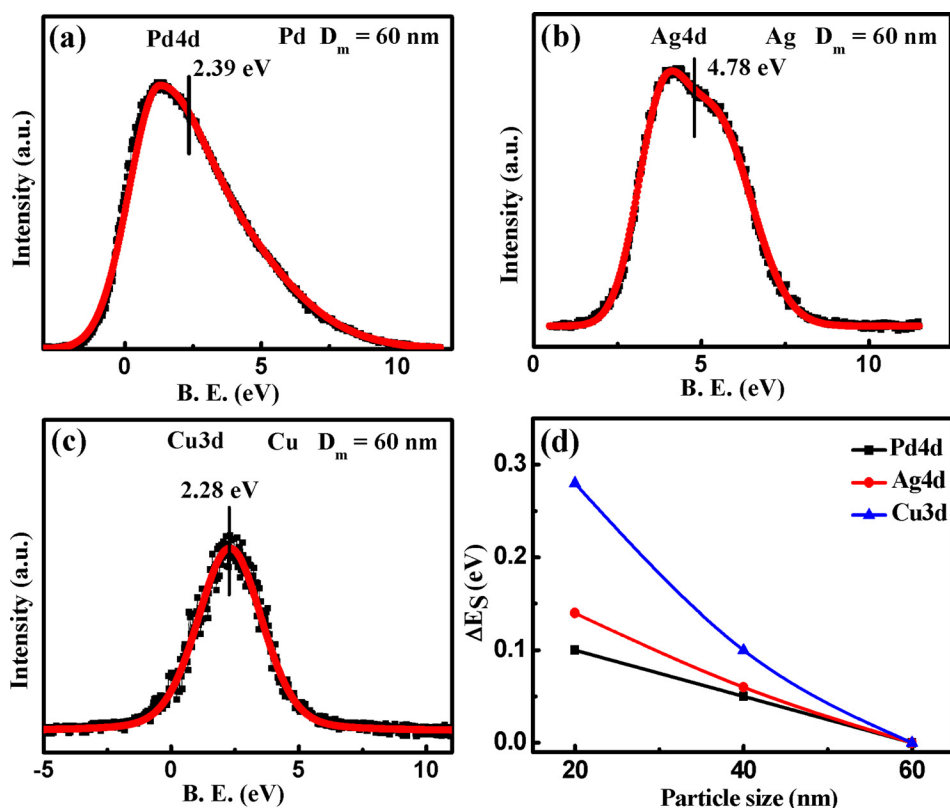 (a) Pd4d Pd D_m = 60 nm
2.39 eV
Intensity (a.u.)
0 5 10
B. E. (eV)
(b) Ag4d Ag D_m = 60 nm
4.78 eV
Intensity (a.u.)
0 5 10
B. E. (eV)
(c) Cu3d Cu D_m = 60 nm
2.28 eV
Intensity (a.u.)
-5 0 5 10
B. E. (eV)
(d)
Pd4d
Ag4d
Cu3d
ΔE_S (eV)
0.3
0.2
0.1
0.0
20 40 60
Particle size (nm)